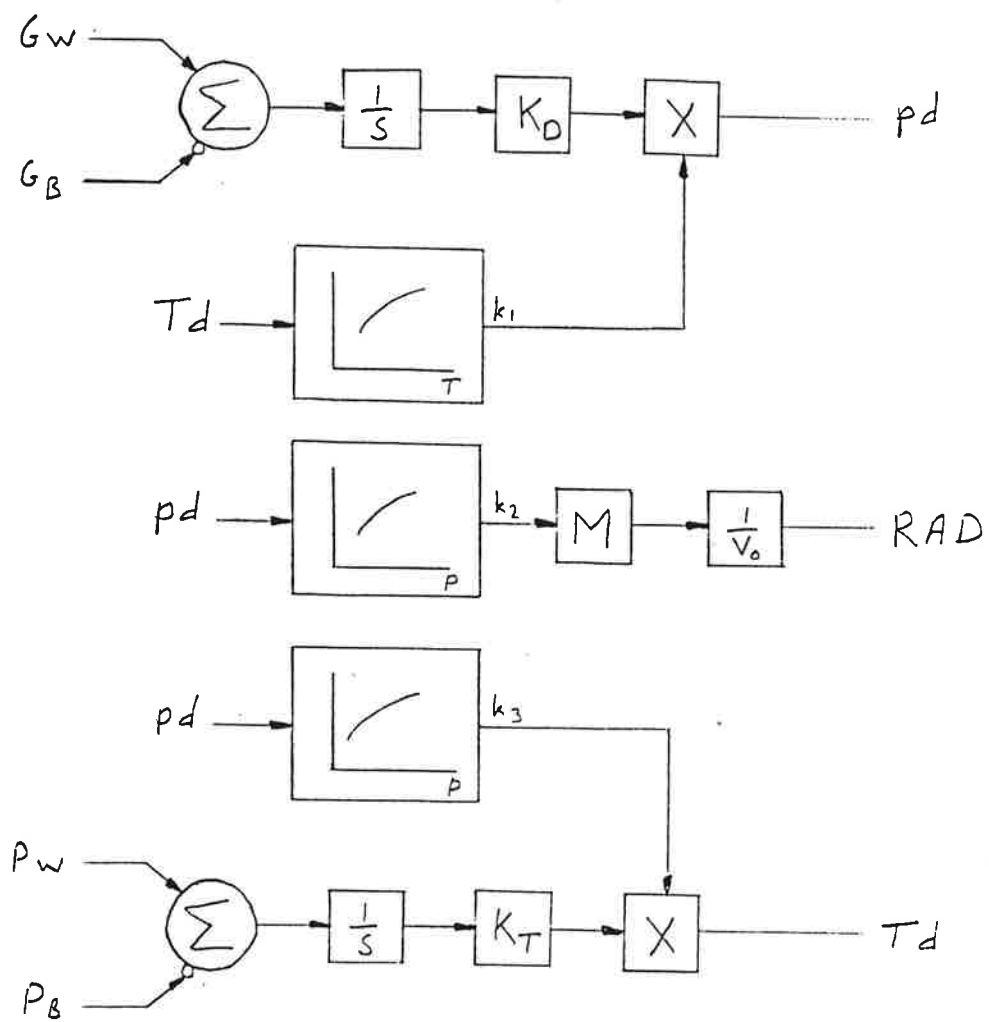 GW
Σ
1/S
KD
X
pd
GB
Td
k1
T
pd
k2
M
1/V0
RAD
P
pd
k3
P
PW
Σ
1/S
KT
X
Td
PB